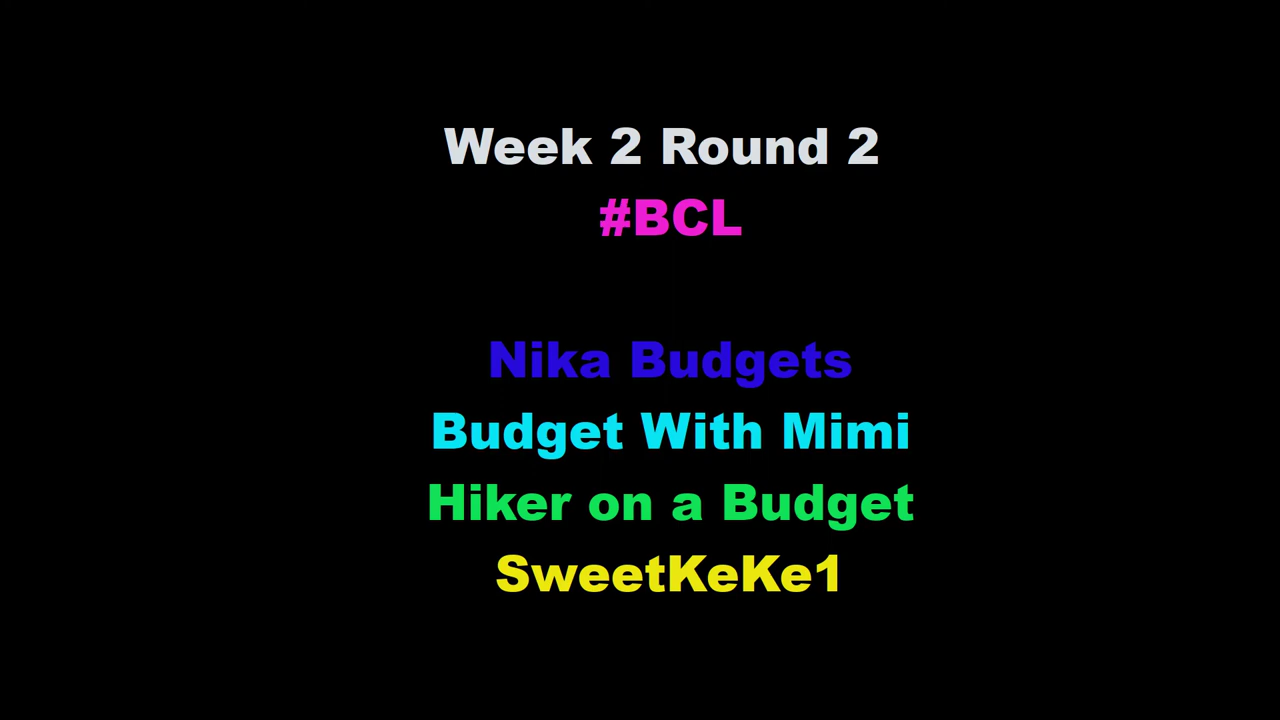 Week 2 Round 2
#BCL
Nika Budgets
Budget With Mimi
Hiker on a Budget
SweetKeKe1